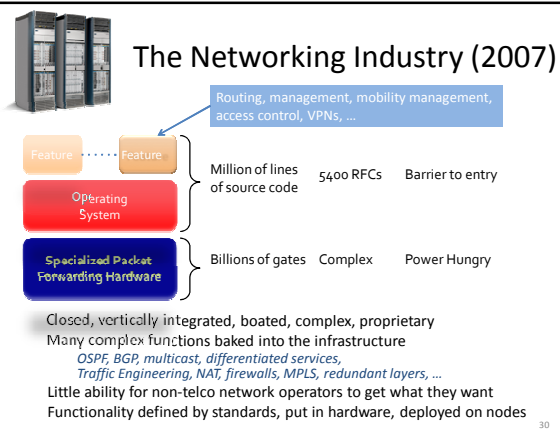 The Networking Industry (2007)
Routing, management, mobility management,
access control, VPNs, …
Feature ······ Feature
Million of lines
of source code
5400 RFCs
Barrier to entry
Operating
System
Specialized Packet
Forwarding Hardware
Billions of gates
Complex
Power Hungry
Closed, vertically integrated, boated, complex, proprietary
Many complex functions baked into the infrastructure
OSPF, BGP, multicast, differentiated services,
Traffic Engineering, NAT, firewalls, MPLS, redundant layers, …
Little ability for non-telco network operators to get what they want
Functionality defined by standards, put in hardware, deployed on nodes
30